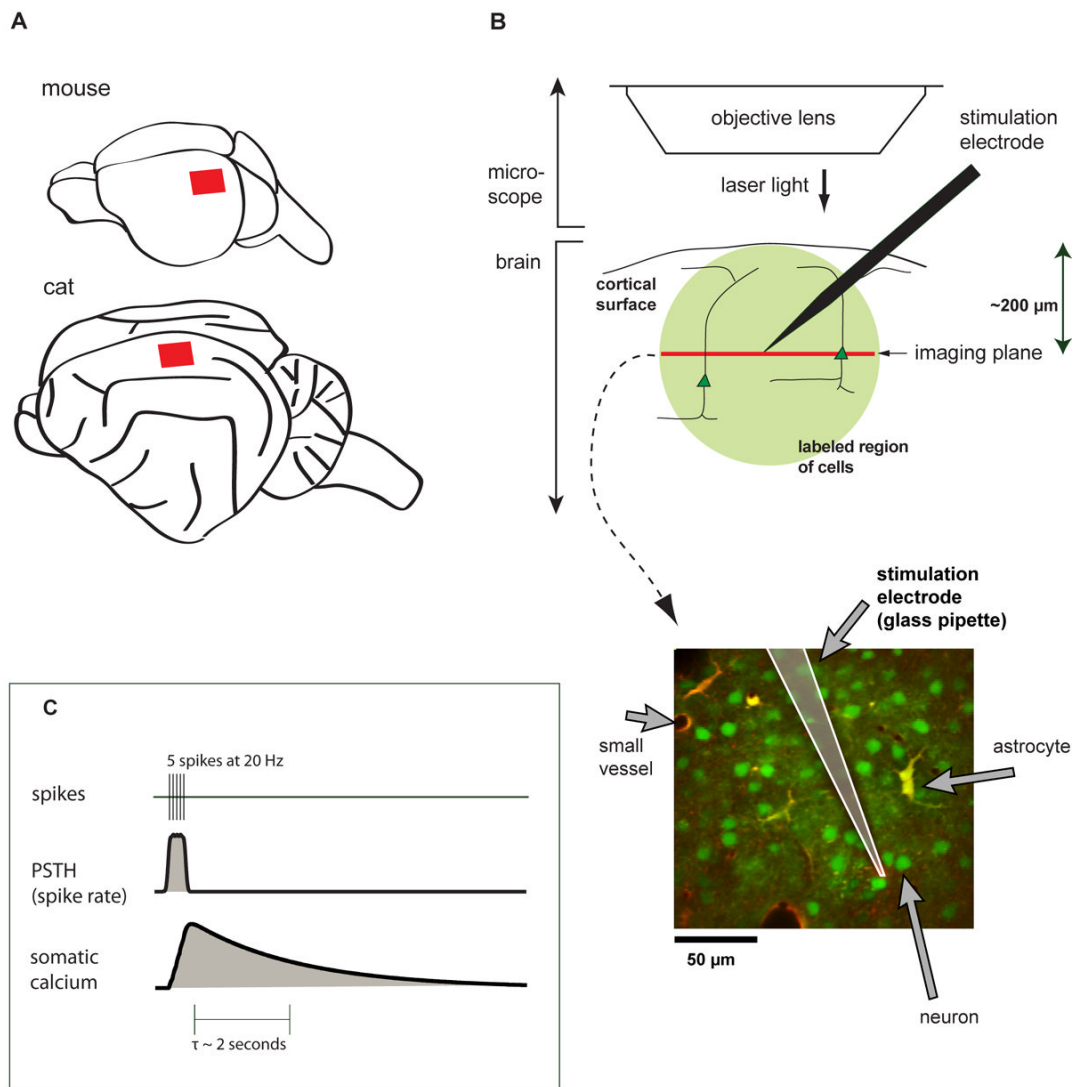 A
mouse
cat
B
objective lens
stimulation
electrode
micro-
scope
laser light
brain
cortical
surface
~200 µm
imaging plane
labeled region
of cells
stimulation
electrode
(glass pipette)
small
vessel
astrocyte
50 µm
neuron
C
5 spikes at 20 Hz
spikes
PSTH
(spike rate)
somatic
calcium
τ ~ 2 seconds